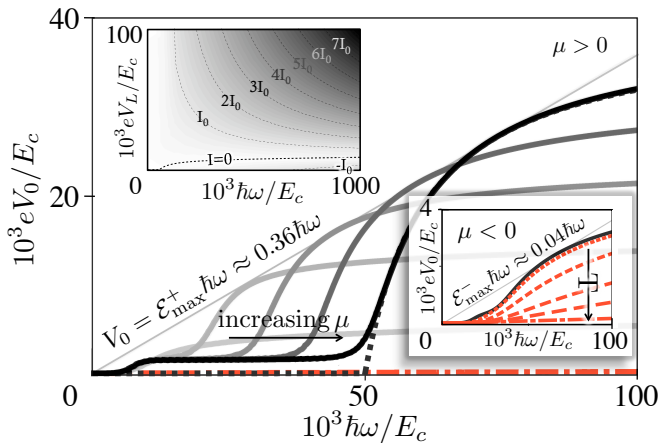 40
20
0
10³eV₀/E_c
0
50
100
10³ħω/E_c
μ > 0
V₀ = ℰ⁺_max ħω ≈ 0.36ħω
increasing μ
100
0
10³eV_L/E_c
10³ħω/E_c
1000
I₀
2I₀
3I₀
4I₀
5I₀
6I₀
7I₀
I=0
-I₀
4
10³eV₀/E_c
μ < 0
ℰ⁻_max ħω ≈ 0.04ħω
T
0
10³ħω/E_c
100